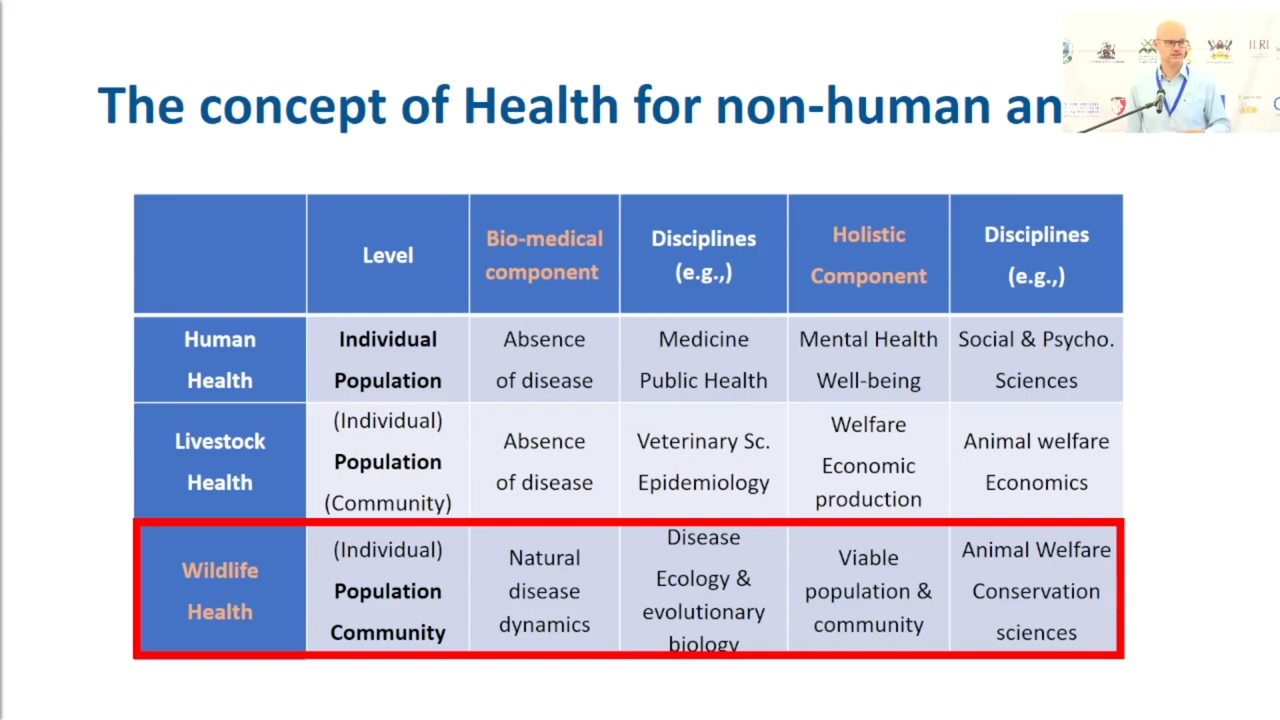 The concept of Health for non-human an
ILRI
Level
Bio-medical
component
Disciplines
(e.g.,)
Holistic
Component
Disciplines
(e.g.,)
Human
Health
Individual
Population
Absence
of disease
Medicine
Public Health
Mental Health
Well-being
Social & Psycho.
Sciences
Livestock
Health
(Individual)
Population
(Community)
Absence
of disease
Veterinary Sc.
Epidemiology
Welfare
Economic
production
Animal welfare
Economics
Wildlife
Health
(Individual)
Population
Community
Natural
disease
dynamics
Disease
Ecology &
evolutionary
biology
Viable
population &
community
Animal Welfare
Conservation
sciences